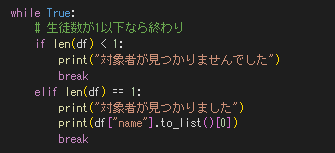 while True:
    # 生徒数が1以下なら終わり
    if len(df) < 1:
        print("対象者が見つかりませんでした")
        break
    elif len(df) == 1:
        print("対象者が見つかりました")
        print(df["name"].to_list()[0])
        break